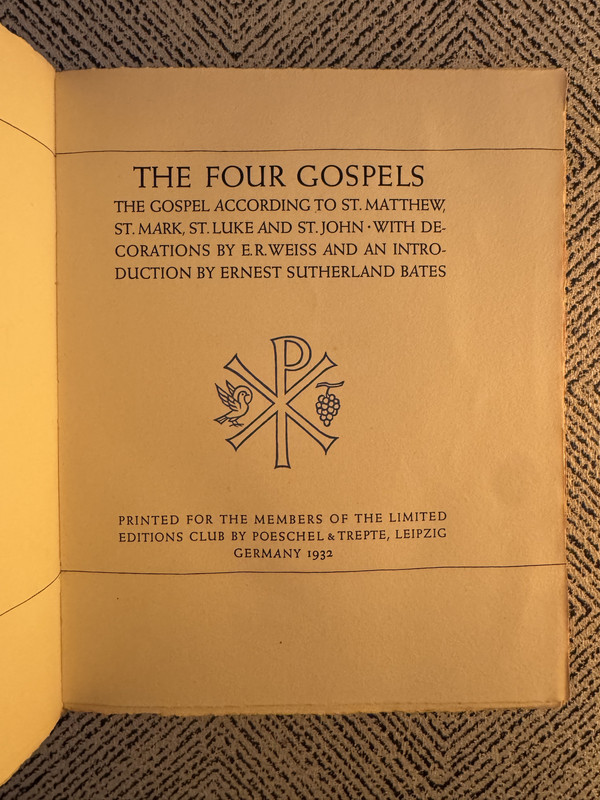 THE FOUR GOSPELS
THE GOSPEL ACCORDING TO ST. MATTHEW,
ST. MARK, ST. LUKE AND ST. JOHN · WITH DE-
CORATIONS BY E.R. WEISS AND AN INTRO-
DUCTION BY ERNEST SUTHERLAND BATES
PRINTED FOR THE MEMBERS OF THE LIMITED
EDITIONS CLUB BY POESCHEL & TREPTE, LEIPZIG
GERMANY 1932